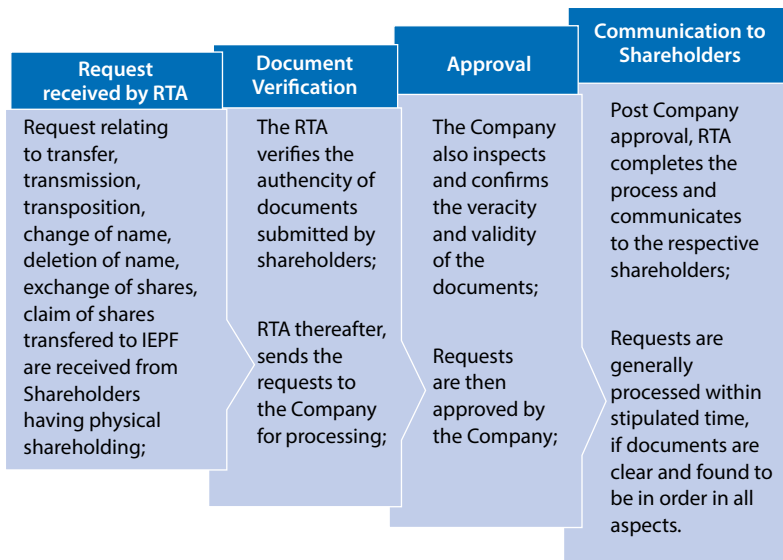 Request
received by RTA
Request relating
to transfer,
transmission,
transposition,
change of name,
deletion of name,
exchange of shares,
claim of shares
transfered to IEPF
are received from
Shareholders
having physical
shareholding;
Document
Verification
The RTA
verifies the
authencity of
documents
submitted by
shareholders;
RTA thereafter,
sends the
requests to
the Company
for processing;
Approval
The Company
also inspects
and confirms
the veracity
and validity
of the
documents;
Requests
are then
approved by
the Company;
Communication to
Shareholders
Post Company
approval, RTA
completes the
process and
communicates
to the respective
shareholders;
Requests are
generally
processed within
stipulated time,
if documents are
clear and found to
be in order in all
aspects.